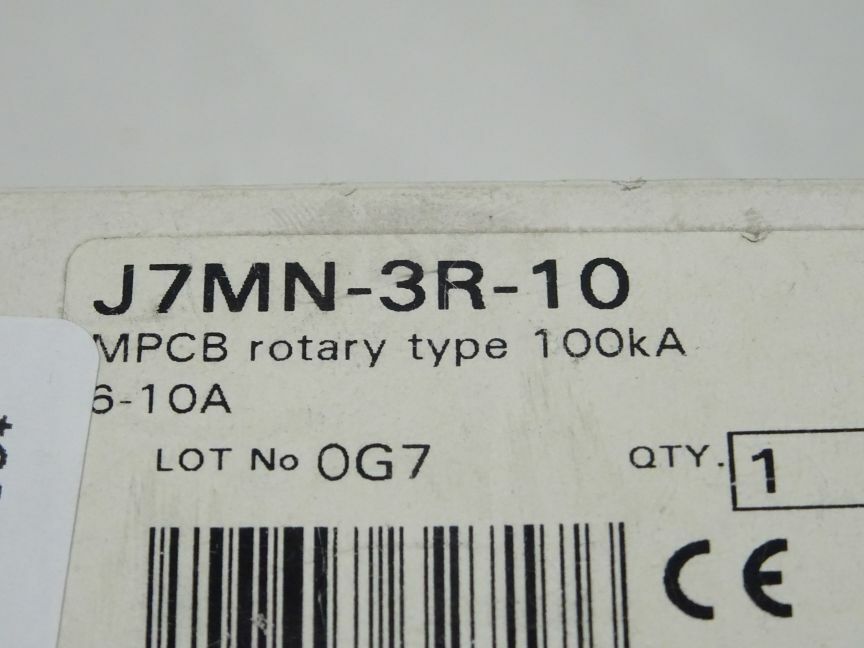 J7MN-3R-10
MPCB rotary type 100kA
6-10A
LOT No 0G7
QTY. 1
CE